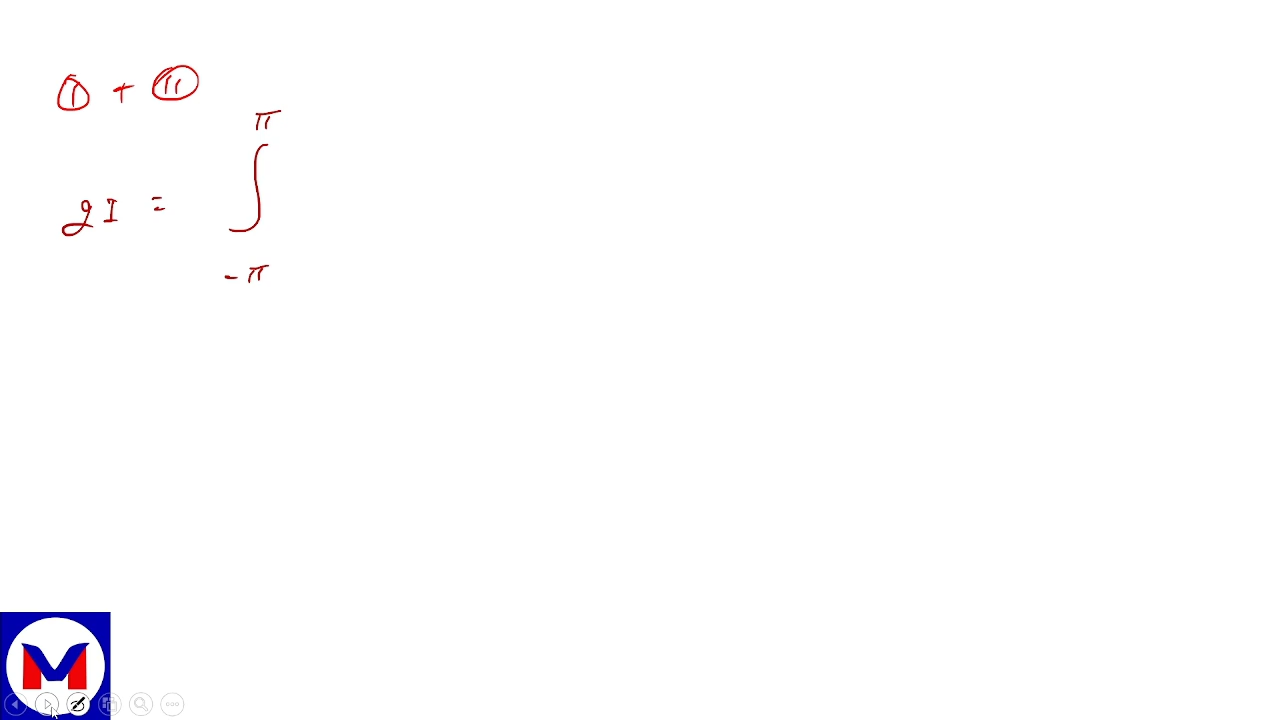 Ⓘ + Ⓘⓘ
2I = ∫_{-π}^{π}